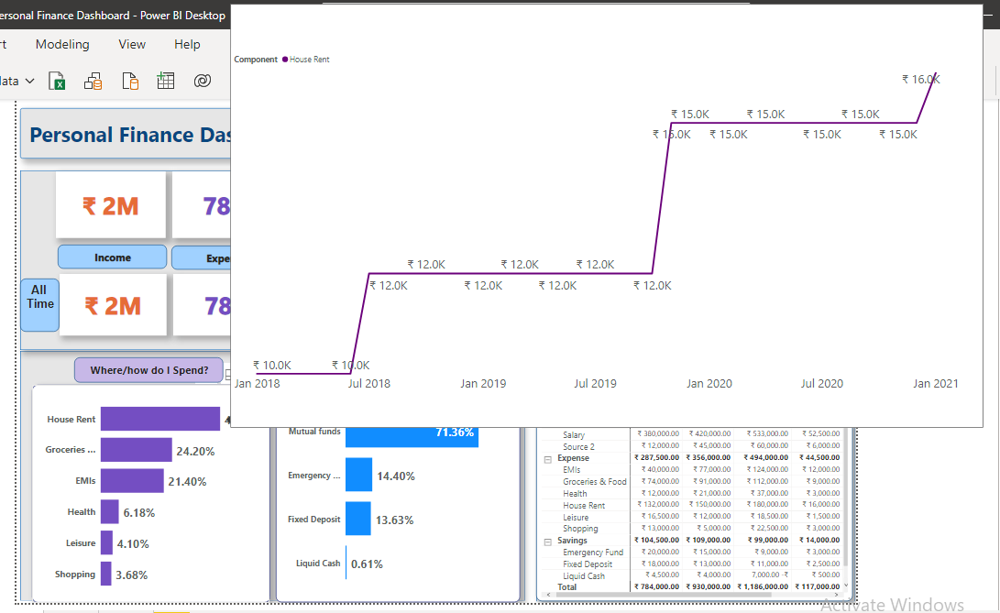 ersonal Finance Dashboard - Power BI Desktop
rt Modeling View Help
lata
Component House Rent
₹ 16.0K
₹ 15.0K ₹ 15.0K ₹ 15.0K
₹ 15.0K ₹ 15.0K ₹ 15.0K ₹ 15.0K
₹ 12.0K ₹ 12.0K ₹ 12.0K
₹ 12.0K ₹ 12.0K ₹ 12.0K ₹ 12.0K
₹ 10.0K ₹ 10.0K
Jan 2018 Jul 2018 Jan 2019 Jul 2019 Jan 2020 Jul 2020 Jan 2021
Personal Finance Das
₹ 2M 78
Income Expe
All Time
₹ 2M 78
Where/how do I Spend?
House Rent 4
Groceries ... 24.20%
EMIs 21.40%
Health 6.18%
Leisure 4.10%
Shopping 3.68%
Mutual funds 71.36%
Emergency ... 14.40%
Fixed Deposit 13.63%
Liquid Cash 0.61%
Salary ₹ 380,000.00 ₹ 420,000.00 ₹ 533,000.00 ₹ 52,500.00
Source 2 ₹ 12,000.00 ₹ 45,000.00 ₹ 60,000.00 ₹ 6,000.00
Expense ₹ 287,500.00 ₹ 356,000.00 ₹ 494,000.00 ₹ 44,500.00
EMIs ₹ 40,000.00 ₹ 77,000.00 ₹ 124,000.00 ₹ 12,000.00
Groceries & Food ₹ 74,000.00 ₹ 91,000.00 ₹ 112,000.00 ₹ 9,000.00
Health ₹ 12,000.00 ₹ 21,000.00 ₹ 37,000.00 ₹ 3,000.00
House Rent ₹ 132,000.00 ₹ 150,000.00 ₹ 180,000.00 ₹ 16,000.00
Leisure ₹ 16,500.00 ₹ 12,000.00 ₹ 18,500.00 ₹ 1,500.00
Shopping ₹ 13,000.00 ₹ 5,000.00 ₹ 22,500.00 ₹ 3,000.00
Savings ₹ 104,500.00 ₹ 109,000.00 ₹ 99,000.00 ₹ 14,000.00
Emergency Fund ₹ 20,000.00 ₹ 15,000.00 ₹ 9,000.00 ₹ 3,000.00
Fixed Deposit ₹ 18,000.00 ₹ 13,000.00 ₹ 11,000.00 ₹ 2,500.00
Liquid Cash ₹ 4,500.00 ₹ 4,000.00 7,000.00 -₹ ₹ 500.00
Total ₹ 784,000.00 ₹ 930,000.00 ₹ 1,186,000.00 ₹ 117,000.00
Activate Windows